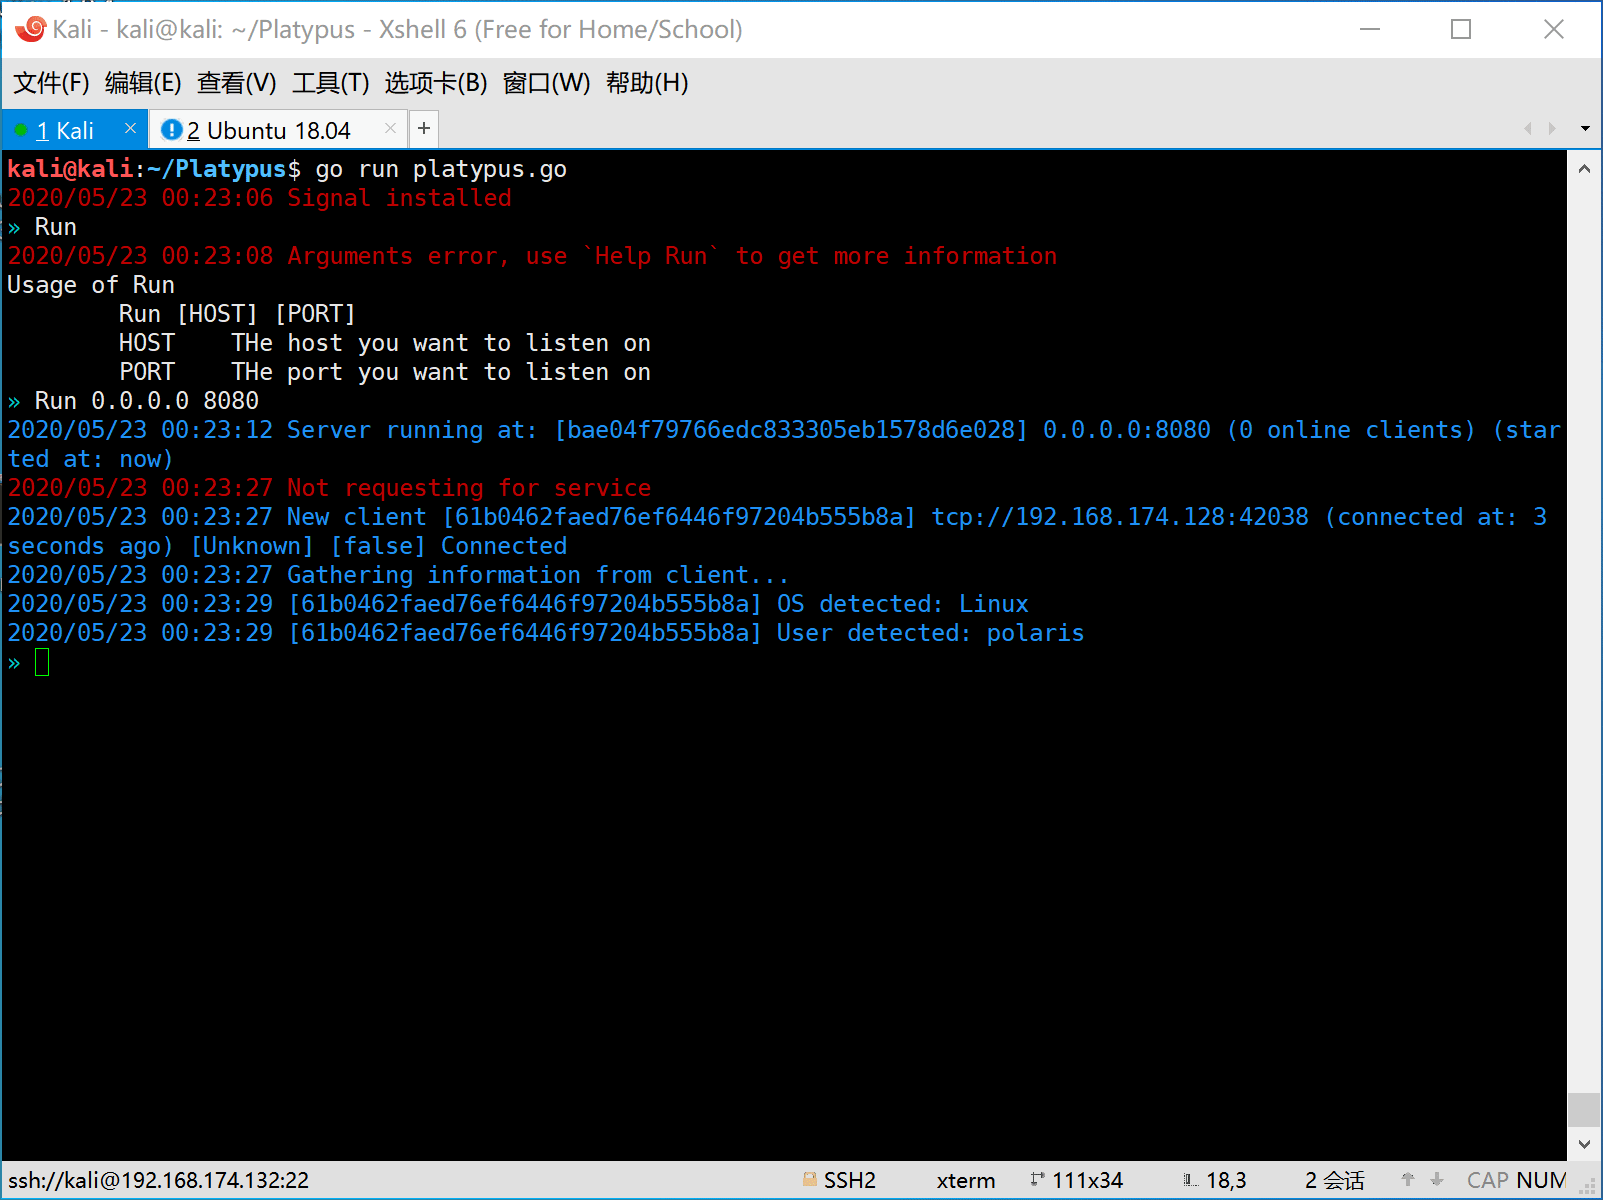 Kali - kali@kali: ~/Platypus - Xshell 6 (Free for Home/School)
文件(F) 编辑(E) 查看(V) 工具(T) 选项卡(B) 窗口(W) 帮助(H)
1 Kali × 2 Ubuntu 18.04 × +
kali@kali:~/Platypus$ go run platypus.go
2020/05/23 00:23:06 Signal installed
» Run
2020/05/23 00:23:08 Arguments error, use `Help Run` to get more information
Usage of Run
        Run [HOST] [PORT]
        HOST    THe host you want to listen on
        PORT    THe port you want to listen on
» Run 0.0.0.0 8080
2020/05/23 00:23:12 Server running at: [bae04f79766edc833305eb1578d6e028] 0.0.0.0:8080 (0 online clients) (star
ted at: now)
2020/05/23 00:23:27 Not requesting for service
2020/05/23 00:23:27 New client [61b0462faed76ef6446f97204b555b8a] tcp://192.168.174.128:42038 (connected at: 3
seconds ago) [Unknown] [false] Connected
2020/05/23 00:23:27 Gathering information from client...
2020/05/23 00:23:29 [61b0462faed76ef6446f97204b555b8a] OS detected: Linux
2020/05/23 00:23:29 [61b0462faed76ef6446f97204b555b8a] User detected: polaris
»
ssh://kali@192.168.174.132:22 SSH2 xterm 111x34 18,3 2 会话 CAP NUM